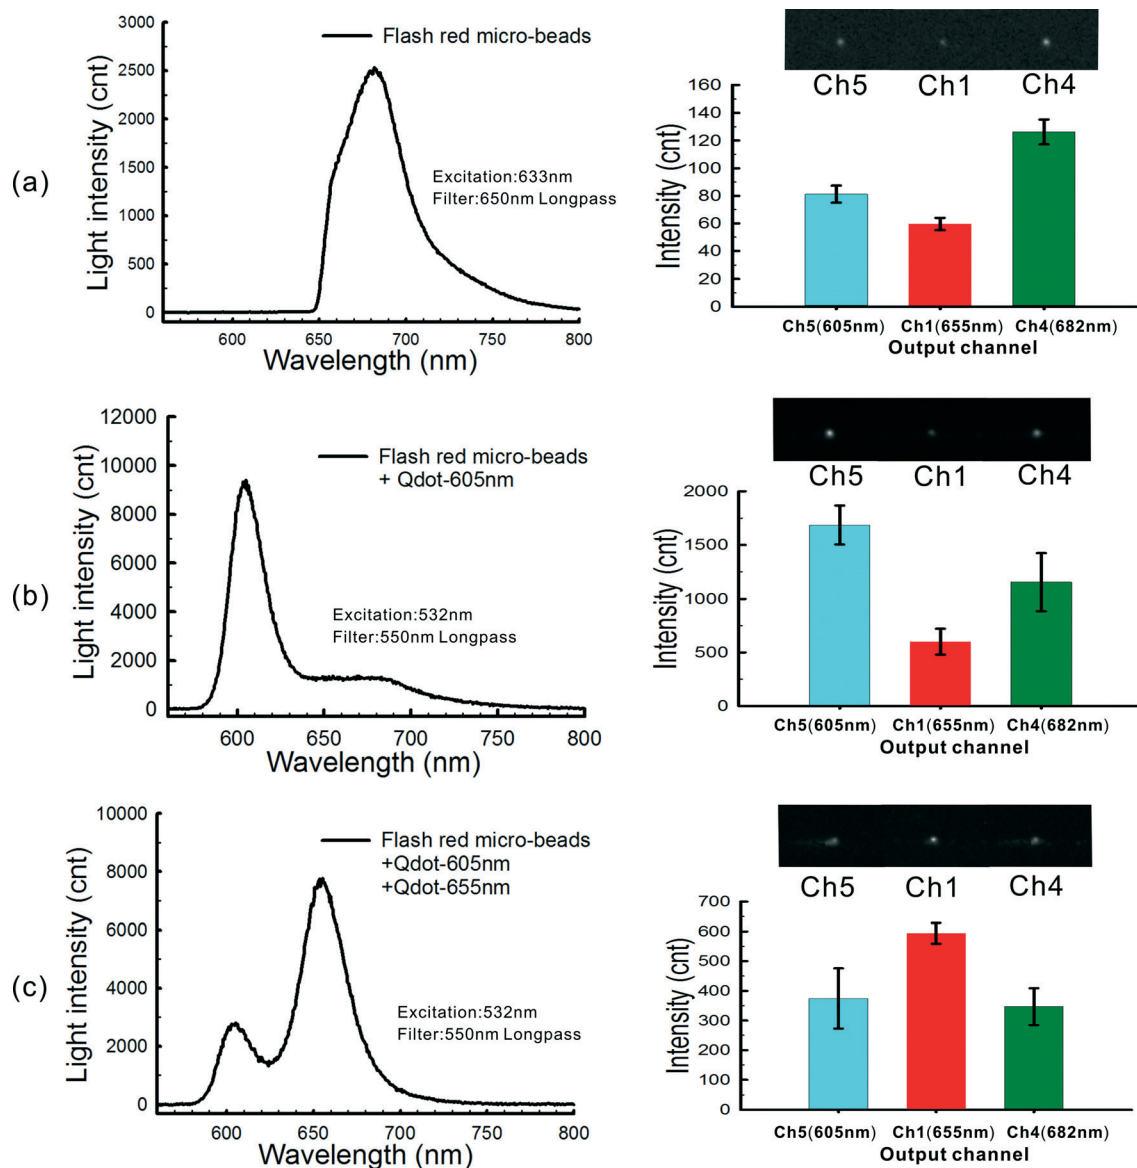 (a)
3000
2500
2000
1500
1000
500
0
Light intensity (cnt)
Flash red micro-beads
Excitation:633nm
Filter:650nm Longpass
600 650 700 750 800
Wavelength (nm)
Ch5 Ch1 Ch4
160
140
120
100
80
60
40
20
0
Intensity (cnt)
Ch5(605nm) Ch1(655nm) Ch4(682nm)
Output channel
(b)
12000
10000
8000
6000
4000
2000
0
Light intensity (cnt)
Flash red micro-beads
+ Qdot-605nm
Excitation:532nm
Filter:550nm Longpass
600 650 700 750 800
Wavelength (nm)
Ch5 Ch1 Ch4
2000
1500
1000
500
0
Intensity (cnt)
Ch5(605nm) Ch1(655nm) Ch4(682nm)
Output channel
(c)
10000
8000
6000
4000
2000
0
Light intensity (cnt)
Flash red micro-beads
+Qdot-605nm
+Qdot-655nm
Excitation:532nm
Filter:550nm Longpass
600 650 700 750 800
Wavelength (nm)
Ch5 Ch1 Ch4
700
600
500
400
300
200
100
0
Intensity (cnt)
Ch5(605nm) Ch1(655nm) Ch4(682nm)
Output channel